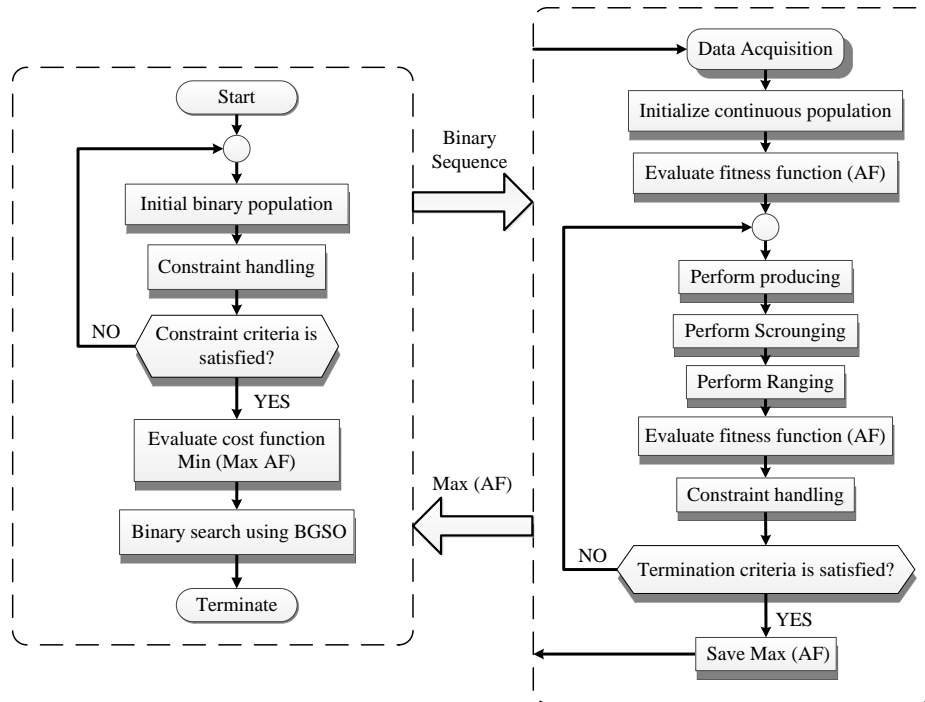 Start
Initial binary population
Constraint handling
NO
Constraint criteria is
satisfied?
YES
Evaluate cost function
Min (Max AF)
Binary search using BGSO
Terminate
Binary
Sequence
Max (AF)
Data Acquisition
Initialize continuous population
Evaluate fitness function (AF)
Perform producing
Perform Scrounging
Perform Ranging
Evaluate fitness function (AF)
Constraint handling
NO
Termination criteria is satisfied?
YES
Save Max (AF)